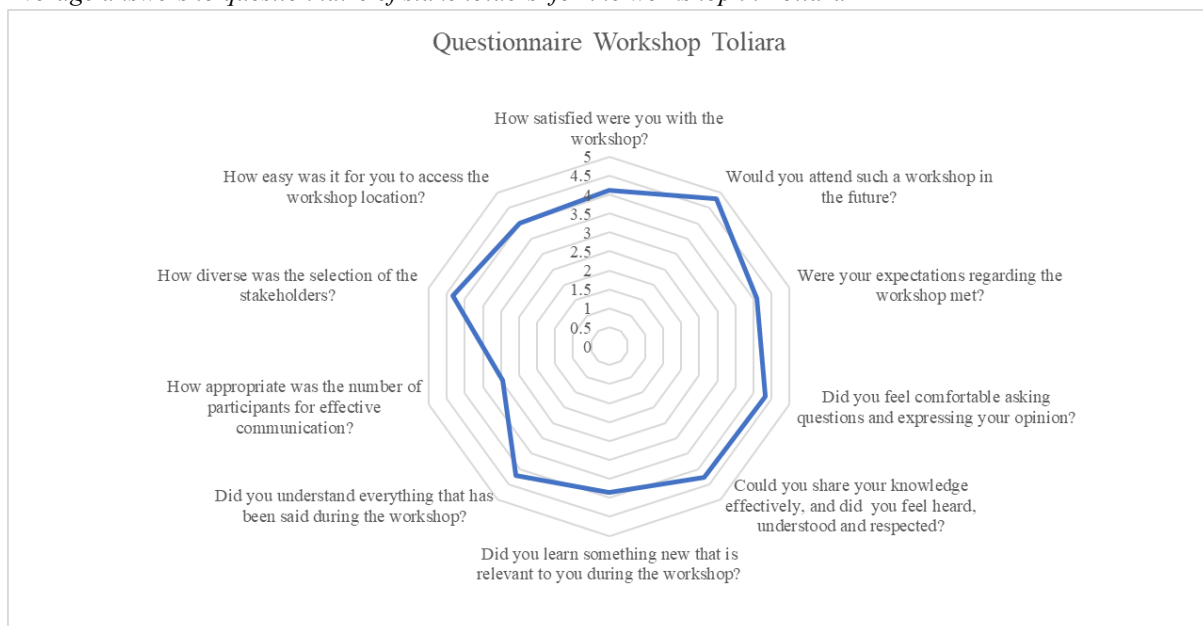 Questionnaire Workshop Toliara
How satisfied were you with the
workshop?
5
4.5
4
3.5
3
2.5
2
1.5
1
0.5
0
Would you attend such a workshop in
the future?
Were your expectations regarding the
workshop met?
Did you feel comfortable asking
questions and expressing your opinion?
Could you share your knowledge
effectively, and did you feel heard,
understood and respected?
Did you learn something new that is
relevant to you during the workshop?
Did you understand everything that has
been said during the workshop?
How appropriate was the number of
participants for effective
communication?
How diverse was the selection of the
stakeholders?
How easy was it for you to access the
workshop location?